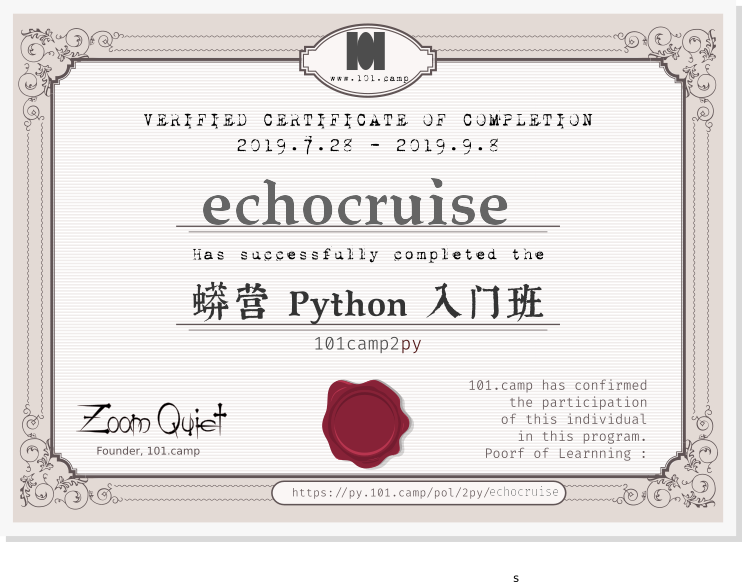 www.101.camp
VERIFIED CERTIFICATE OF COMPLETION
2019.7.28 - 2019.9.8
echocruise
Has successfully completed the
蟒营 Python 入门班
101camp2py
101.camp has confirmed
the participation
of this individual
in this program.
Poorf of Learnning :
Zoom Quiet
Founder, 101.camp
https://py.101.camp/pol/2py/echocruise
s